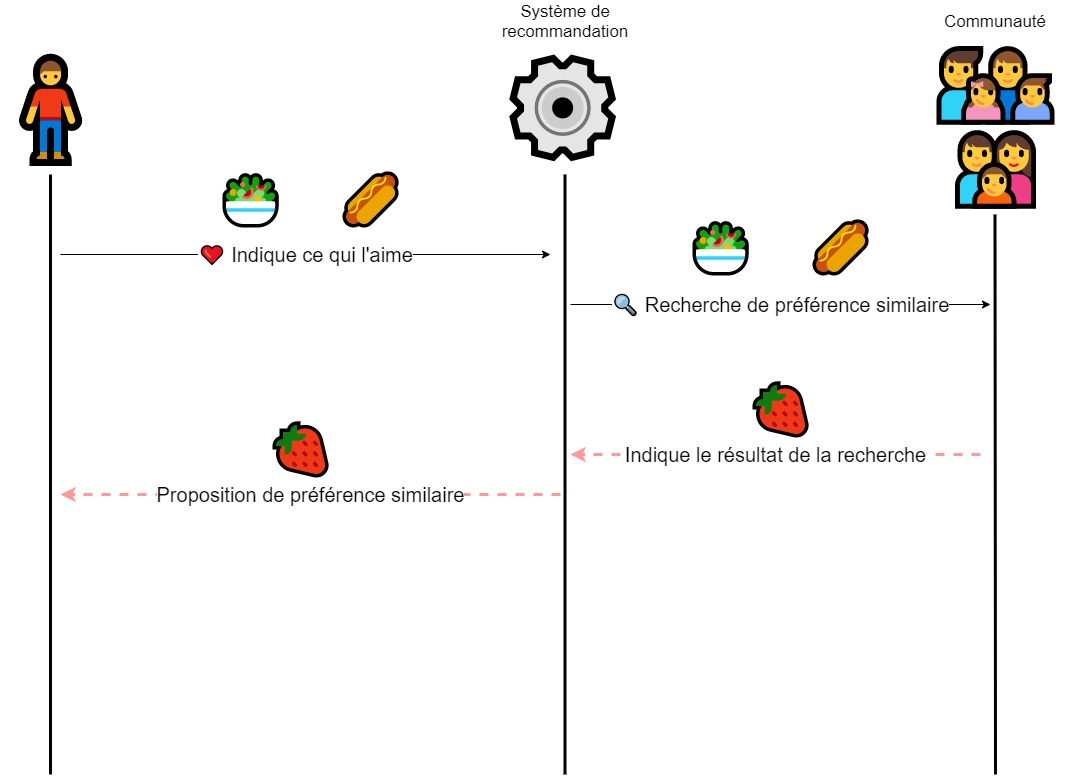 Système de
recommandation
Communauté
Indique ce qui l'aime
Recherche de préférence similaire
Indique le résultat de la recherche
Proposition de préférence similaire